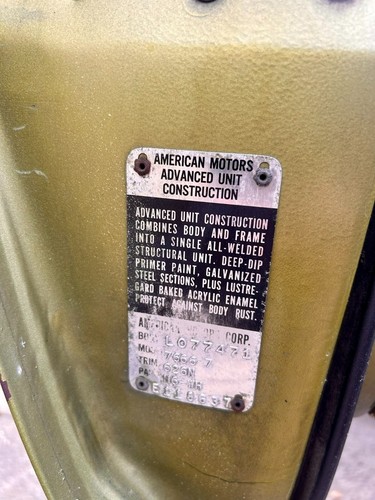 AMERICAN MOTORS
ADVANCED UNIT
CONSTRUCTION
ADVANCED UNIT CONSTRUCTION
COMBINES BODY AND FRAME
INTO A SINGLE ALL-WELDED
STRUCTURAL UNIT. DEEP-DIP
PRIMER PAINT, GALVANIZED
STEEL SECTIONS, PLUS LUSTRE-
GARD BAKED ACRYLIC ENAMEL
PROTECT AGAINST BODY RUST.
CORP.
L077471
TRIM